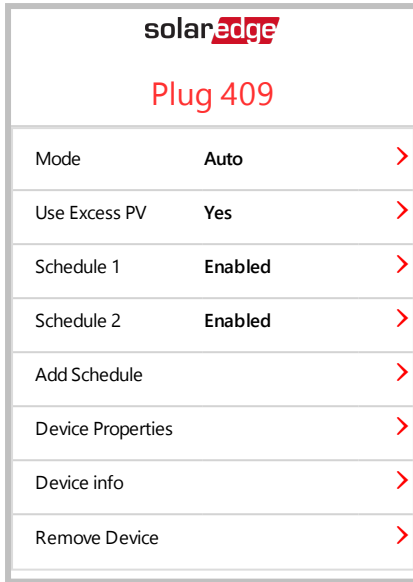 solaredge
Plug 409
Mode Auto
Use Excess PV Yes
Schedule 1 Enabled
Schedule 2 Enabled
Add Schedule
Device Properties
Device info
Remove Device